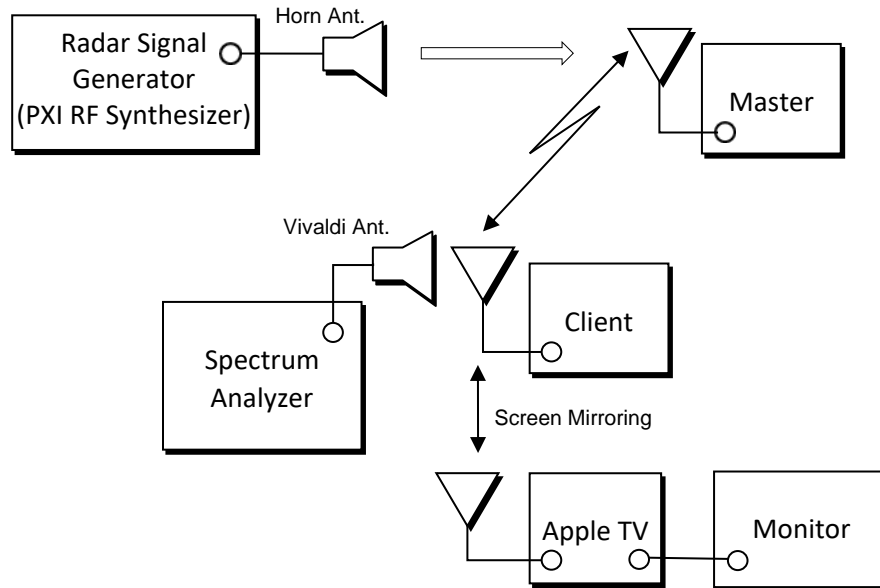 Horn Ant.
Radar Signal
Generator
(PXI RF Synthesizer)
Master
Vivaldi Ant.
Client
Spectrum
Analyzer
Screen Mirroring
Apple TV
Monitor